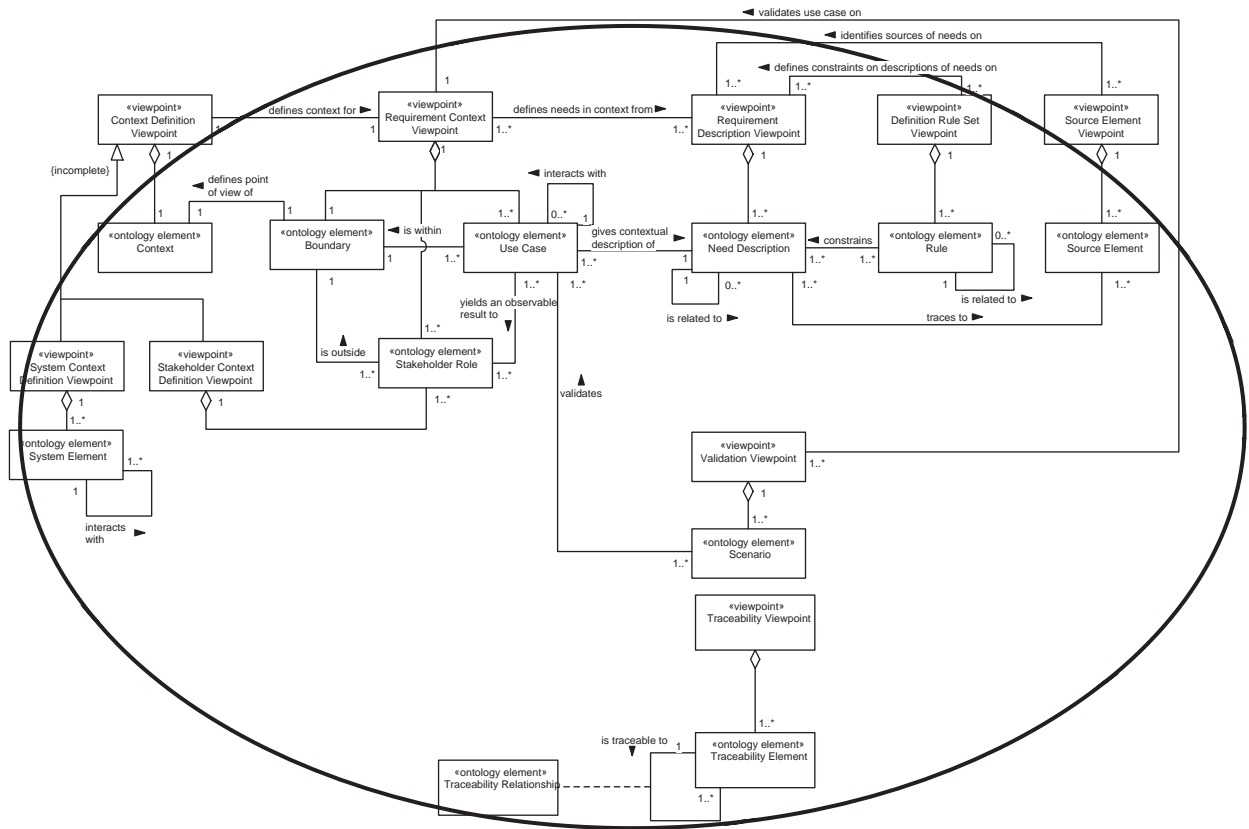 validates use case on
identifies sources of needs on
defines constraints on descriptions of needs on
1
1..*
1..*
1..*
1..*
«viewpoint»
Context Definition
Viewpoint
1
defines context for
1
«viewpoint»
Requirement Context
Viewpoint
1..*
defines needs in context from
1..*
«viewpoint»
Requirement
Description Viewpoint
«viewpoint»
Definition Rule Set
Viewpoint
«viewpoint»
Source Element
Viewpoint
{incomplete}
1
1
1
1
1
defines point
of view of
1
1
1
1
1..*
interacts with
0..*
1
1..*
1..*
1..*
«ontology element»
Context
«ontology element»
Boundary
is within
1
1..*
«ontology element»
Use Case
gives contextual
description of
1..*
1
«ontology element»
Need Description
constrains
1..*
1..*
«ontology element»
Rule
0..*
«ontology element»
Source Element
1
1..*
1..*
1
0..*
is related to
1..*
1
is related to
1..*
traces to
yields an observable
result to
1..*
is outside
1..*
«ontology element»
Stakeholder Role
1..*
1..*
«viewpoint»
System Context
Definition Viewpoint
«viewpoint»
Stakeholder Context
Definition Viewpoint
1
1
validates
1..*
«ontology element»
System Element
1..*
1
interacts
with
«viewpoint»
Validation Viewpoint
1..*
1
1..*
«ontology element»
Scenario
1..*
«viewpoint»
Traceability Viewpoint
1..*
is traceable to
1
«ontology element»
Traceability Element
1..*
«ontology element»
Traceability Relationship